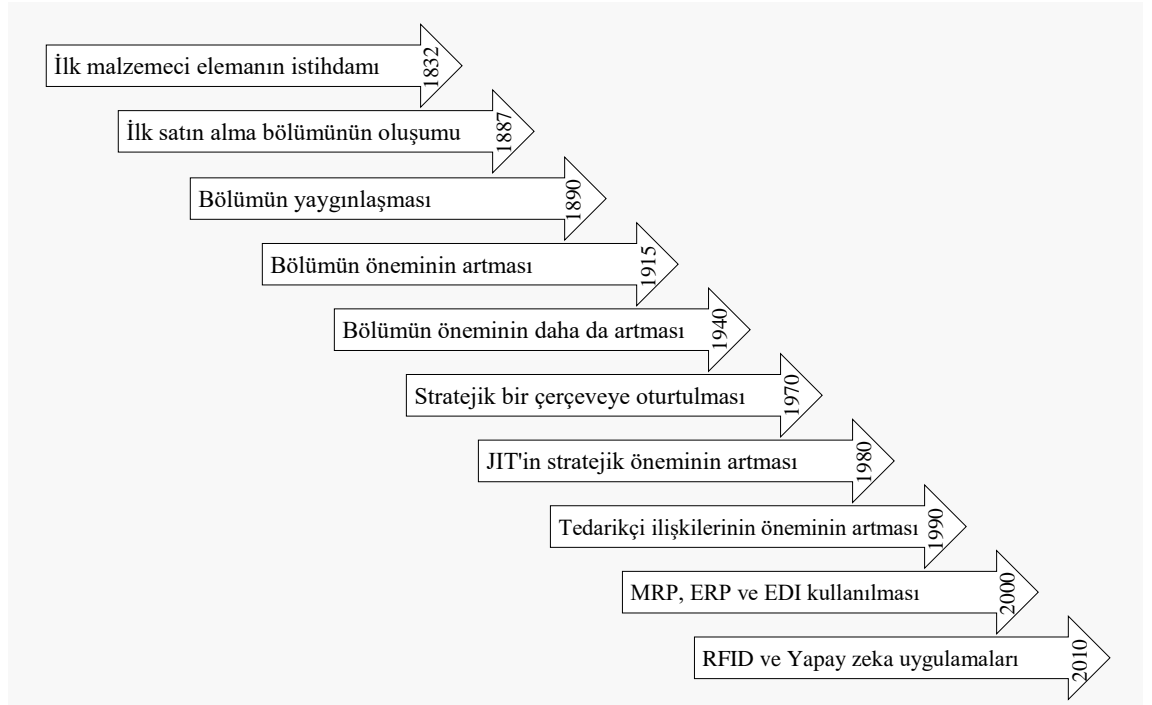 İlk malzemeci elemanın istihdamı 1832
İlk satın alma bölümünün oluşumu 1887
Bölümün yaygınlaşması 1890
Bölümün öneminin artması 1915
Bölümün öneminin daha da artması 1940
Stratejik bir çerçeveye oturtulması 1970
JIT'in stratejik öneminin artması 1980
Tedarikçi ilişkilerinin öneminin artması 1990
MRP, ERP ve EDI kullanılması 2000
RFID ve Yapay zeka uygulamaları 2010